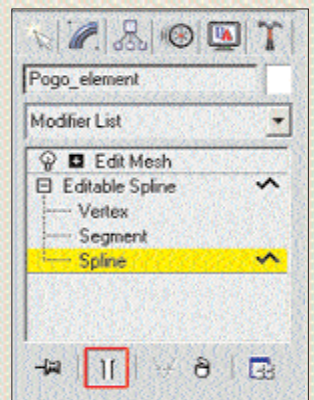 Pogo_element
Modifier List
Edit Mesh
Editable Spline
Vertex
Segment
Spline